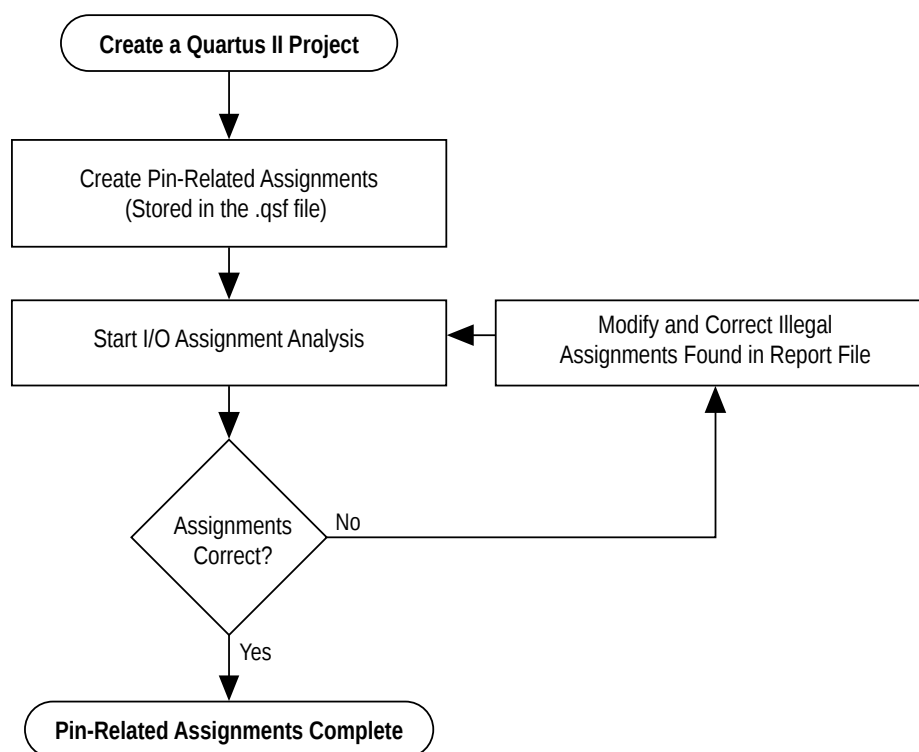 Create a Quartus II Project
Create Pin-Related Assignments
(Stored in the .qsf file)
Start I/O Assignment Analysis
Modify and Correct Illegal
Assignments Found in Report File
Assignments
Correct?
No
Yes
Pin-Related Assignments Complete